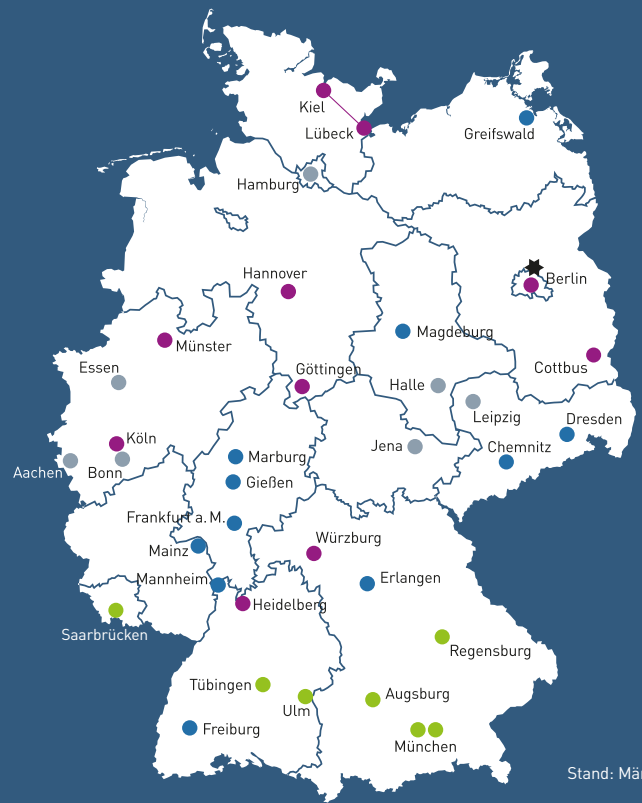 Kiel
Lübeck
Greifswald
Hamburg
Hannover
Berlin
Magdeburg
Münster
Cottbus
Essen
Göttingen
Halle
Leipzig
Dresden
Köln
Jena
Chemnitz
Aachen
Bonn
Marburg
Gießen
Frankfurt a.M.
Würzburg
Mainz
Mannheim
Erlangen
Heidelberg
Saarbrücken
Regensburg
Tübingen
Augsburg
Ulm
Freiburg
München
Stand: